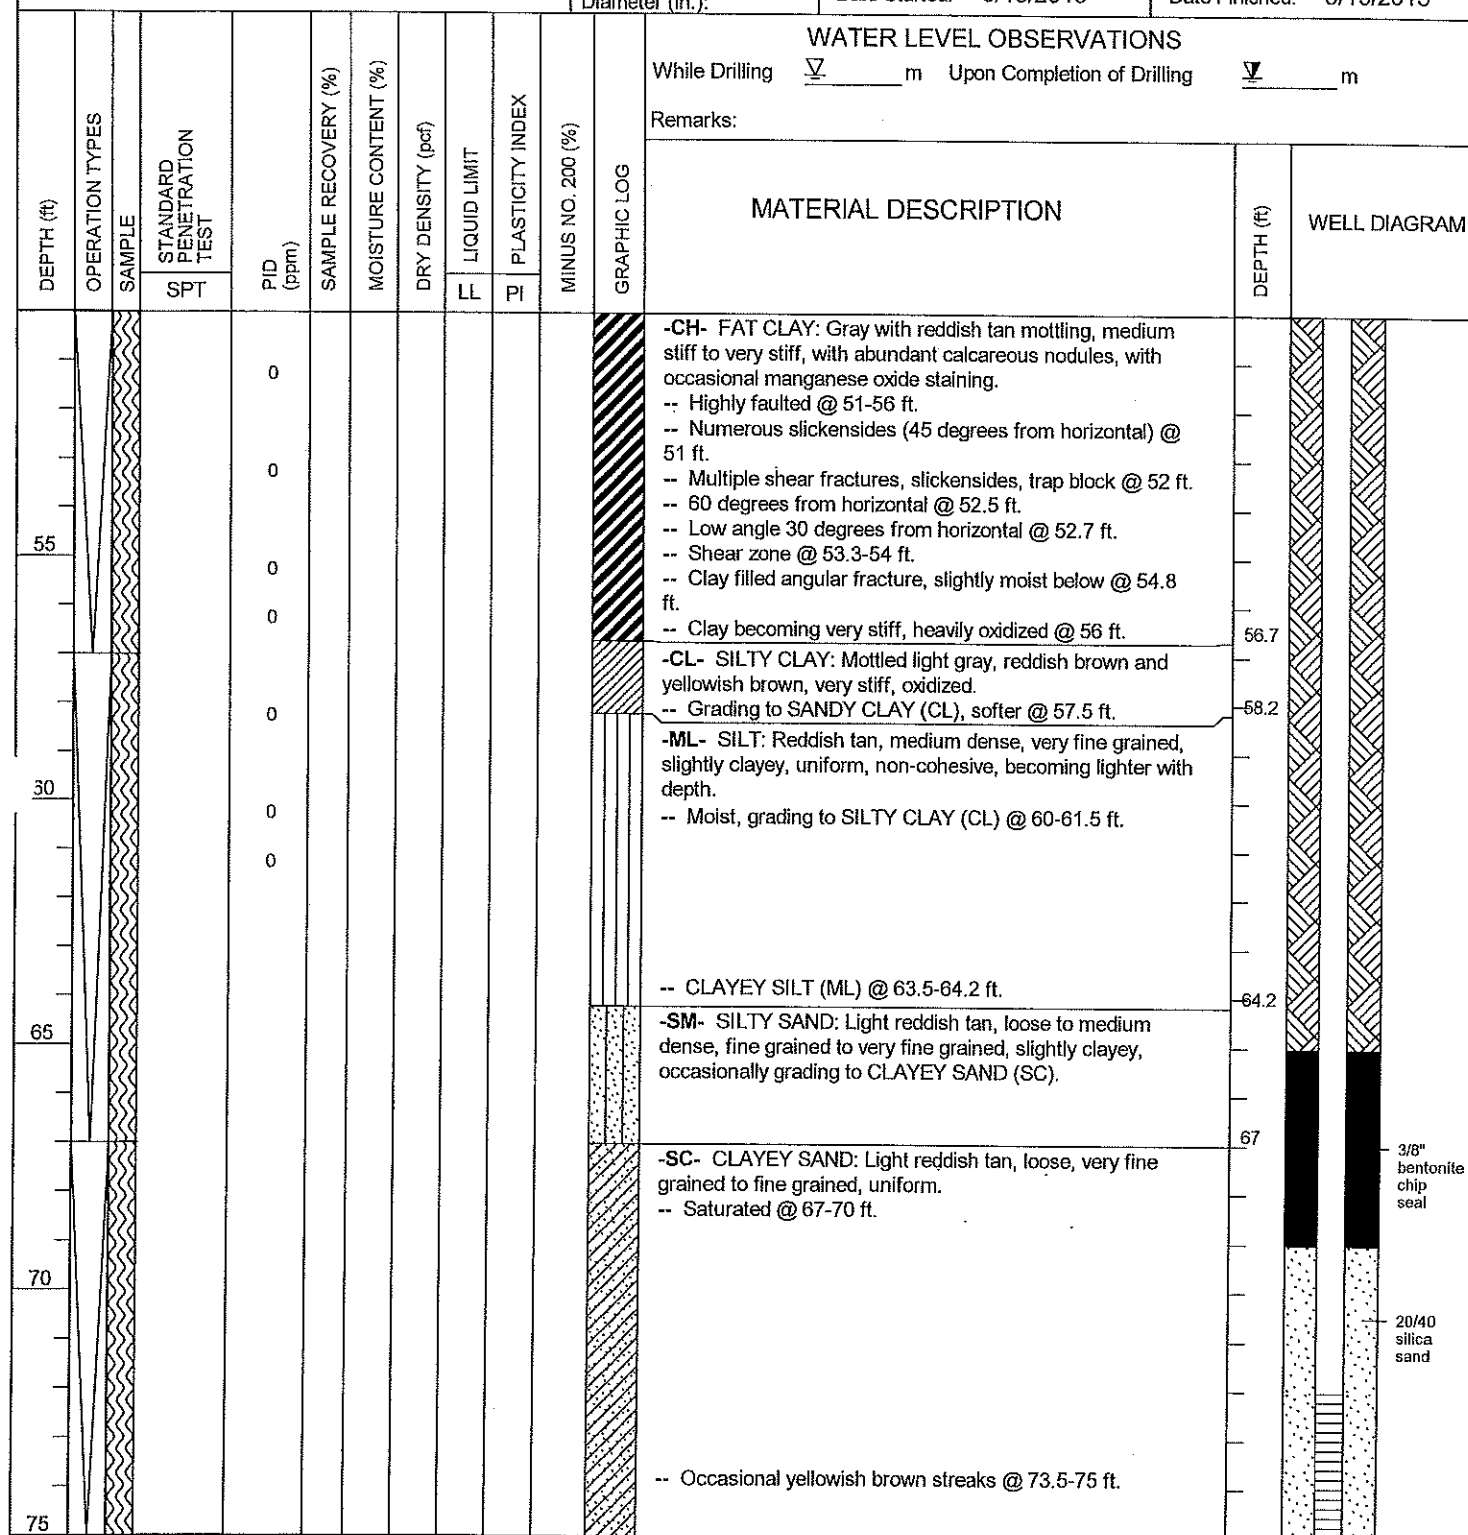 Diameter (in.):
WATER LEVEL OBSERVATIONS
While Drilling ____ m Upon Completion of Drilling ____ m
Remarks:
DEPTH (ft)
OPERATION TYPES
SAMPLE
STANDARD
PENETRATION
TEST
SPT
PID
(ppm)
SAMPLE RECOVERY (%)
MOISTURE CONTENT (%)
DRY DENSITY (pcf)
LIQUID LIMIT
LL
PLASTICITY INDEX
PI
MINUS NO. 200 (%)
GRAPHIC LOG
MATERIAL DESCRIPTION
DEPTH (ft)
WELL DIAGRAM
-CH- FAT CLAY: Gray with reddish tan mottling, medium
stiff to very stiff, with abundant calcareous nodules, with
occasional manganese oxide staining.
-- Highly faulted @ 51-56 ft.
-- Numerous slickensides (45 degrees from horizontal) @
51 ft.
-- Multiple shear fractures, slickensides, trap block @ 52 ft.
-- 60 degrees from horizontal @ 52.5 ft.
-- Low angle 30 degrees from horizontal @ 52.7 ft.
-- Shear zone @ 53.3-54 ft.
-- Clay filled angular fracture, slightly moist below @ 54.8
ft.
-- Clay becoming very stiff, heavily oxidized @ 56 ft.
56.7
-CL- SILTY CLAY: Mottled light gray, reddish brown and
yellowish brown, very stiff, oxidized.
-- Grading to SANDY CLAY (CL), softer @ 57.5 ft.
58.2
-ML- SILT: Reddish tan, medium dense, very fine grained,
slightly clayey, uniform, non-cohesive, becoming lighter with
depth.
-- Moist, grading to SILTY CLAY (CL) @ 60-61.5 ft.
-- CLAYEY SILT (ML) @ 63.5-64.2 ft.
64.2
-SM- SILTY SAND: Light reddish tan, loose to medium
dense, fine grained to very fine grained, slightly clayey,
occasionally grading to CLAYEY SAND (SC).
67
-SC- CLAYEY SAND: Light reddish tan, loose, very fine
grained to fine grained, uniform.
-- Saturated @ 67-70 ft.
-- Occasional yellowish brown streaks @ 73.5-75 ft.
0
0
0
0
0
0
0
55
30
65
70
75
3/8"
bentonite
chip
seal
20/40
silica
sand